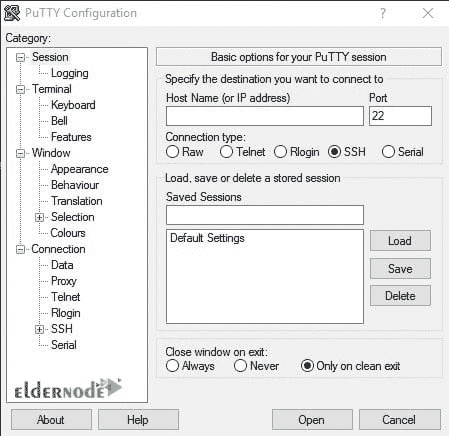 PuTTY Configuration
?
Category:
Session
Logging
Terminal
Keyboard
Bell
Features
Window
Appearance
Behaviour
Translation
Selection
Colours
Connection
Data
Proxy
Telnet
Rlogin
SSH
Serial
ELDERNODE
Basic options for your PuTTY session
Specify the destination you want to connect to
Host Name (or IP address) Port
22
Connection type:
Raw Telnet Rlogin SSH Serial
Load, save or delete a stored session
Saved Sessions
Default Settings
Load
Save
Delete
Close window on exit:
Always Never Only on clean exit
About Help Open Cancel